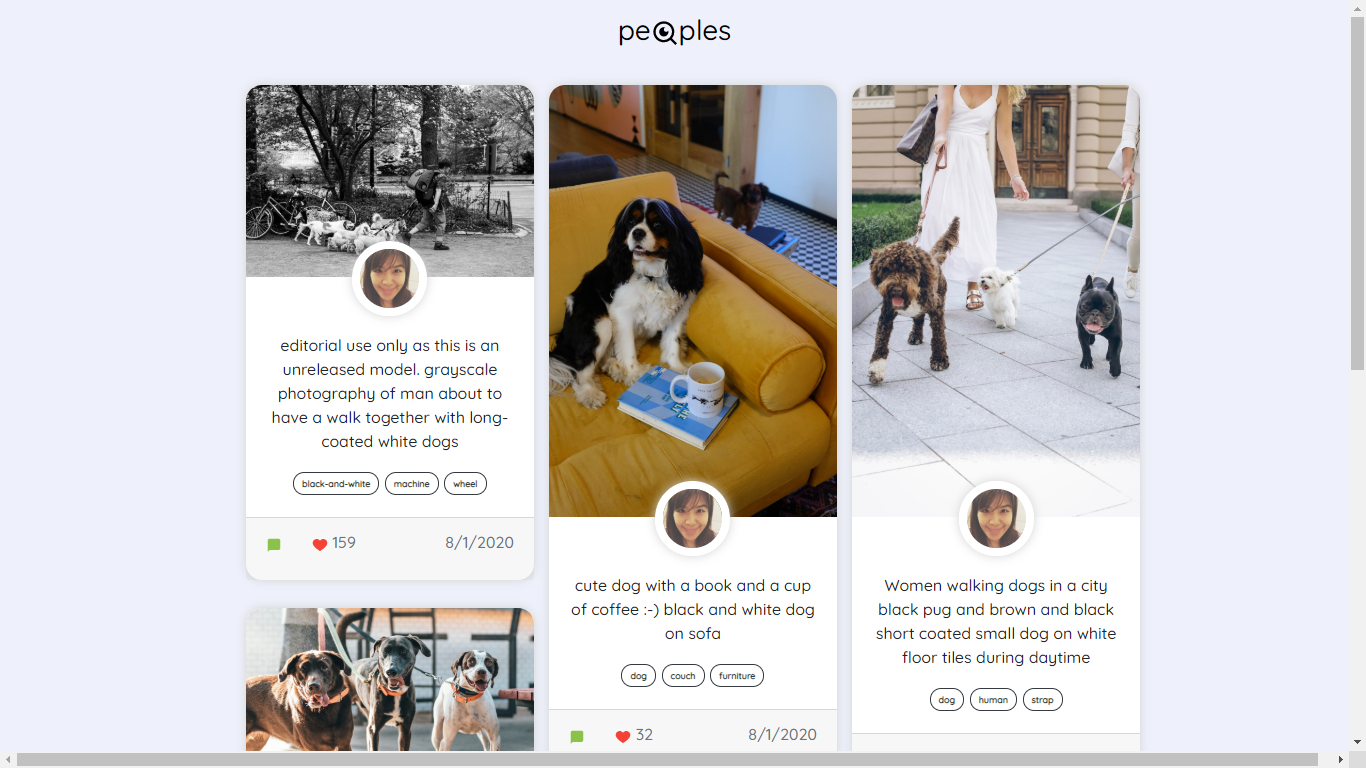 peoples
editorial use only as this is an
unreleased model. grayscale
photography of man about to
have a walk together with long-
coated white dogs
black-and-white
machine
wheel
159
8/1/2020
cute dog with a book and a cup
of coffee :-) black and white dog
on sofa
dog
couch
furniture
32
8/1/2020
Women walking dogs in a city
black pug and brown and black
short coated small dog on white
floor tiles during daytime
dog
human
strap